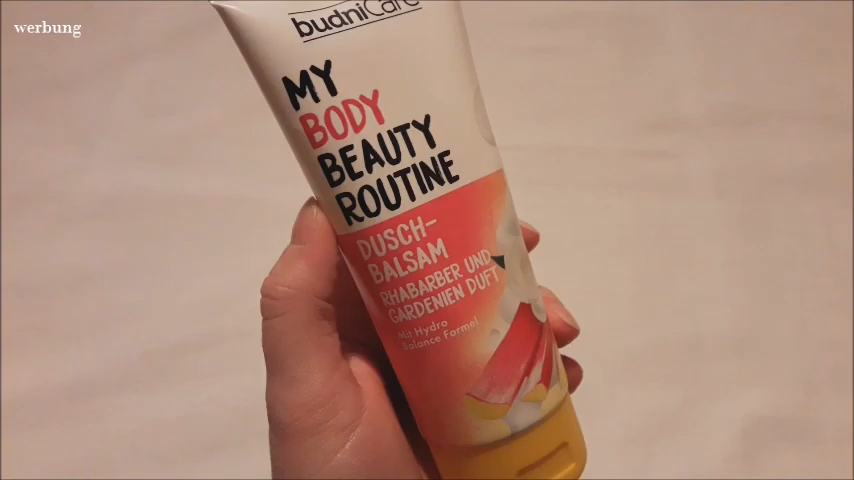 werbung
budniCare
MY
BODY
BEAUTY
ROUTINE
DUSCH-
BALSAM
RHABARBER UND
GARDENIEN DUFT
Mit Hydro
Balance Formel